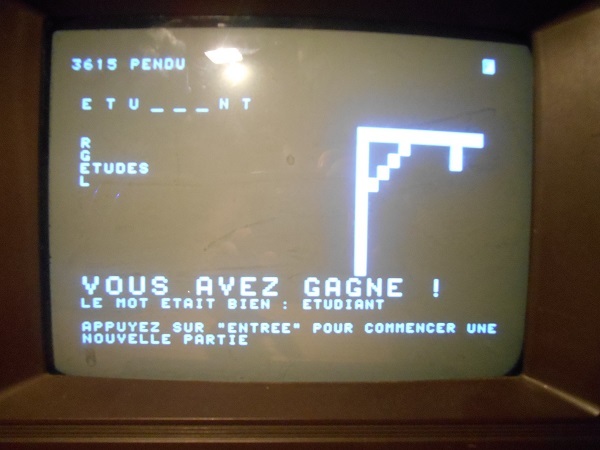 3615 PENDU
E T U _ _ _ N T
R
G
ETUDES
L
VOUS AVEZ GAGNE !
LE MOT ETAIT BIEN : ETUDIANT
APPUYEZ SUR "ENTREE" POUR COMMENCER UNE
NOUVELLE PARTIE